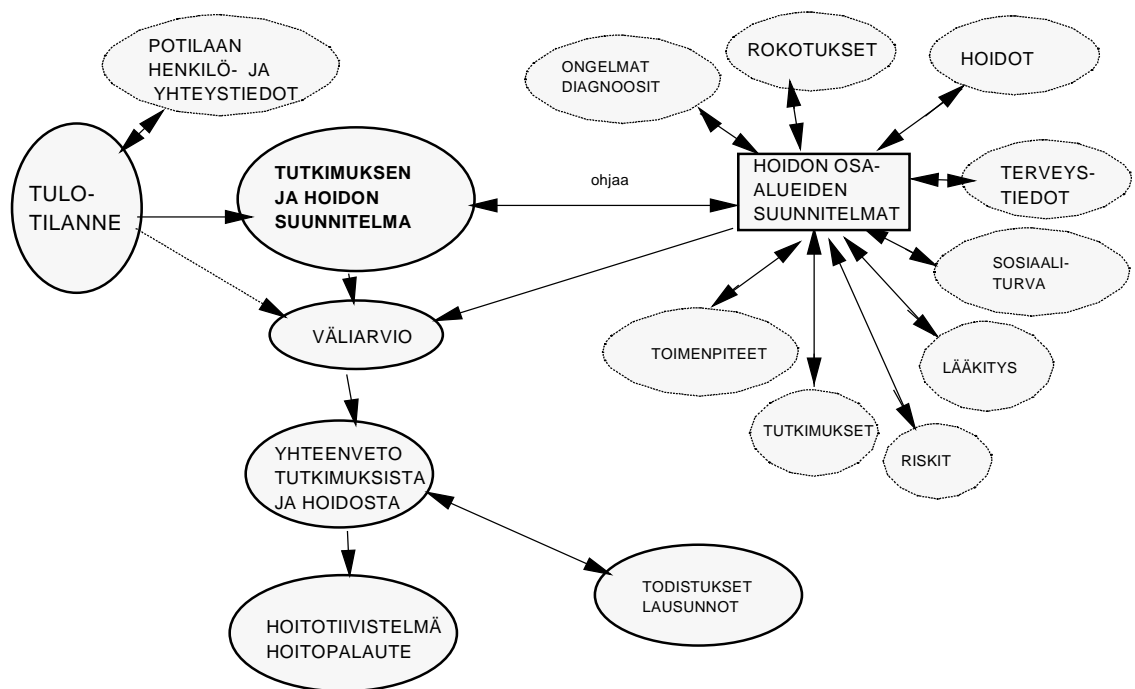 POTILAAN
HENKILÖ- JA
YHTEYSTIEDOT
TULO-
TILANNE
TUTKIMUKSEN
JA HOIDON
SUUNNITELMA
ohjaa
ONGELMAT
DIAGNOOSIT
ROKOTUKSET
HOIDOT
HOIDON OSA-
ALUEIDEN
SUUNNITELMAT
TERVEYS-
TIEDOT
SOSIAALI-
TURVA
LÄÄKITYS
RISKIT
TUTKIMUKSET
TOIMENPITEET
VÄLIARVIO
YHTEENVETO
TUTKIMUKSISTA
JA HOIDOSTA
TODISTUKSET
LAUSUNNOT
HOITOTIIVISTELMÄ
HOITOPALAUTE